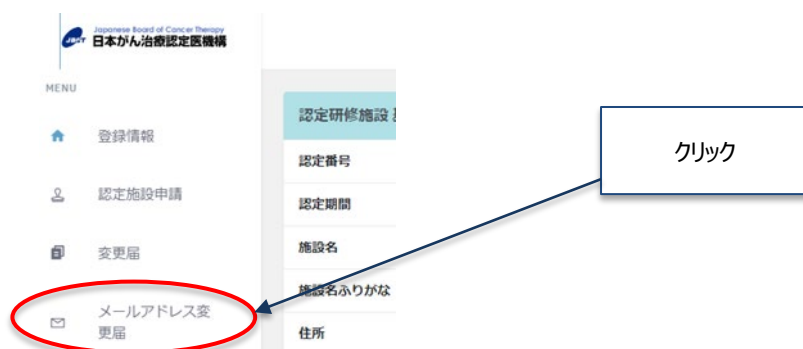 Japanese Board of Cancer Therapy
JBCT 日本がん治療認定医機構
MENU
登録情報
認定施設申請
変更届
メールアドレス変
更届
認定研修施設
認定番号
認定期間
施設名
施設名ふりがな
住所
クリック